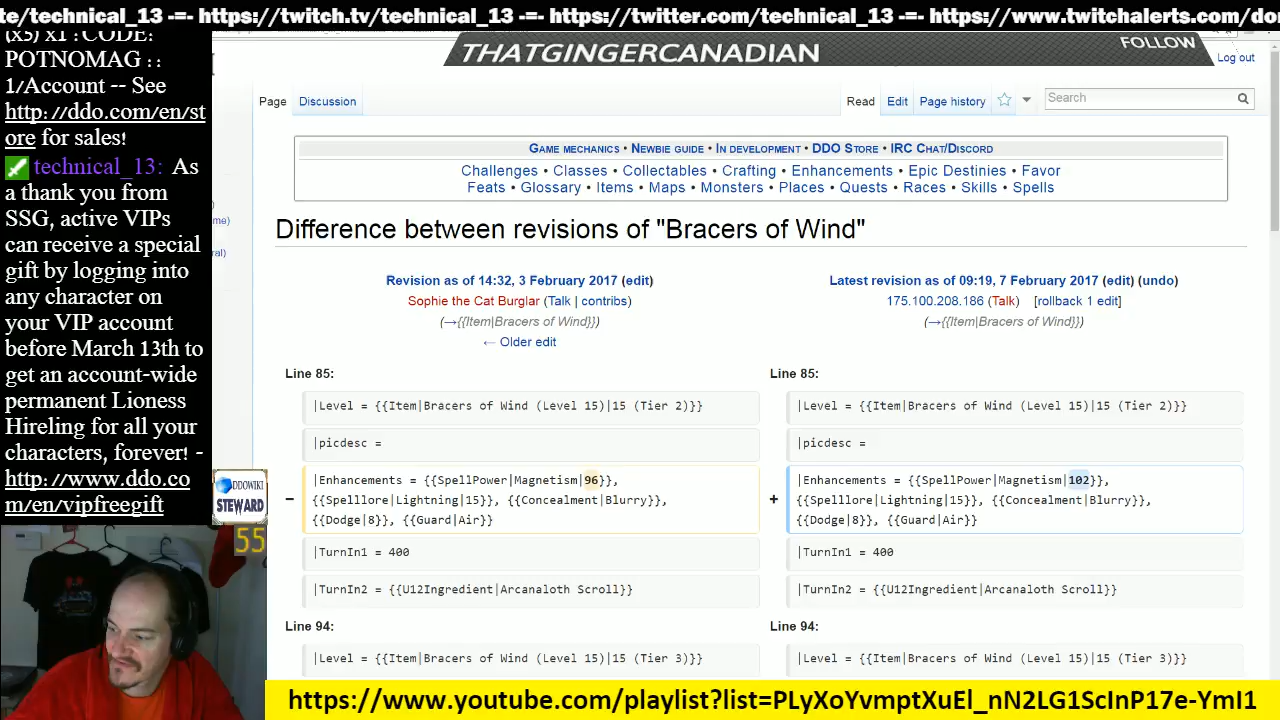 te/technical_13 -=- https://twitch.tv/technical_13 -=- https://twitter.com/technical_13 -=- https://www.twitchalerts.com/do
(x5) x1 :CODE:
POTNOMAG : :
1/Account -- See
http://ddo.com/en/st
ore for sales!
technical_13: As
a thank you from
SSG, active VIPs
can receive a special
gift by logging into
any character on
your VIP account
before March 13th to
get an account-wide
permanent Lioness
Hireling for all your
characters, forever! -
http://www.ddo.co
m/en/vipfreegift
DDOWIKI
STEWARD
55
THATGINGERCANADIAN
FOLLOW
Log out
Page Discussion Read Edit Page history Search
Game mechanics • Newbie guide • In development • DDO Store • IRC Chat/Discord
Challenges • Classes • Collectables • Crafting • Enhancements • Epic Destinies • Favor
Feats • Glossary • Items • Maps • Monsters • Places • Quests • Races • Skills • Spells
Difference between revisions of "Bracers of Wind"
Revision as of 14:32, 3 February 2017 (edit)
Sophie the Cat Burglar (Talk | contribs)
(→{{Item|Bracers of Wind}})
← Older edit
Latest revision as of 09:19, 7 February 2017 (edit) (undo)
175.100.208.186 (Talk) [rollback 1 edit]
(→{{Item|Bracers of Wind}})
Line 85:
|Level = {{Item|Bracers of Wind (Level 15)|15 (Tier 2)}}
|picdesc =
− |Enhancements = {{SpellPower|Magnetism|96}},
{{Spelllore|Lightning|15}}, {{Concealment|Blurry}},
{{Dodge|8}}, {{Guard|Air}}
|TurnIn1 = 400
|TurnIn2 = {{U12Ingredient|Arcanaloth Scroll}}
Line 94:
|Level = {{Item|Bracers of Wind (Level 15)|15 (Tier 3)}}
Line 85:
|Level = {{Item|Bracers of Wind (Level 15)|15 (Tier 2)}}
|picdesc =
+ |Enhancements = {{SpellPower|Magnetism|102}},
{{Spelllore|Lightning|15}}, {{Concealment|Blurry}},
{{Dodge|8}}, {{Guard|Air}}
|TurnIn1 = 400
|TurnIn2 = {{U12Ingredient|Arcanaloth Scroll}}
Line 94:
|Level = {{Item|Bracers of Wind (Level 15)|15 (Tier 3)}}
me)
ral)
https://www.youtube.com/playlist?list=PLyXoYvmptXuEl_nN2LG1ScInP17e-YmI1